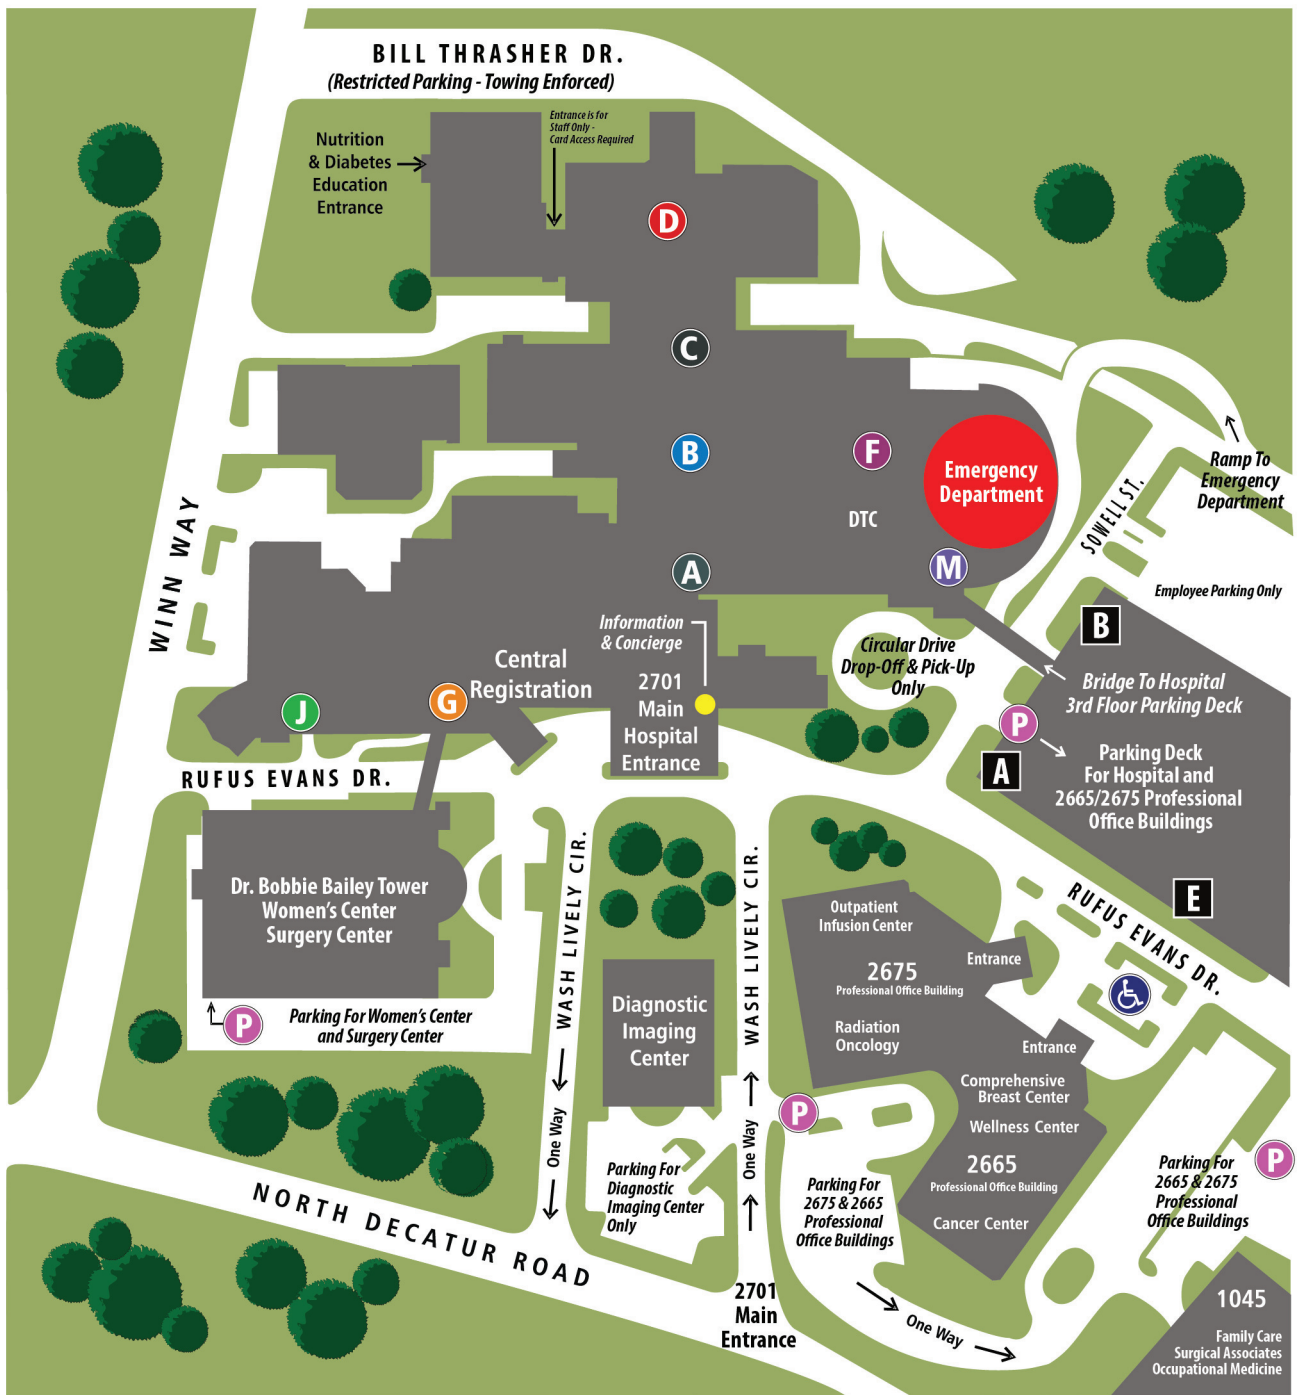 BILL THRASHER DR.
(Restricted Parking - Towing Enforced)
Nutrition
& Diabetes
Education
Entrance
Entrance is for
Staff Only -
Card Access Required
D
C
B
F
Emergency
Department
DTC
A
M
Ramp To
Emergency
Department
SOWELL ST.
Employee Parking Only
WINN WAY
B
Information
& Concierge
Circular Drive
Drop-Off & Pick-Up
Only
Central
Registration
2701
Main
Hospital
Entrance
Bridge To Hospital
3rd Floor Parking Deck
J
G
P
A
Parking Deck
For Hospital and
2665/2675 Professional
Office Buildings
RUFUS EVANS DR.
E
RUFUS EVANS DR.
Dr. Bobbie Bailey Tower
Women's Center
Surgery Center
WASH LIVELY CIR.
One Way
WASH LIVELY CIR.
One Way
Outpatient
Infusion Center
2675
Professional Office Building
Entrance
Radiation
Oncology
Diagnostic
Imaging
Center
P
Parking For Women's Center
and Surgery Center
Entrance
Comprehensive
Breast Center
Wellness Center
2665
Professional Office Building
Cancer Center
P
Parking For
Diagnostic
Imaging Center
Only
Parking For
2675 & 2665
Professional
Office Buildings
P
Parking For
2665 & 2675
Professional
Office Buildings
NORTH DECATUR ROAD
2701
Main
Entrance
One Way
1045
Family Care
Surgical Associates
Occupational Medicine